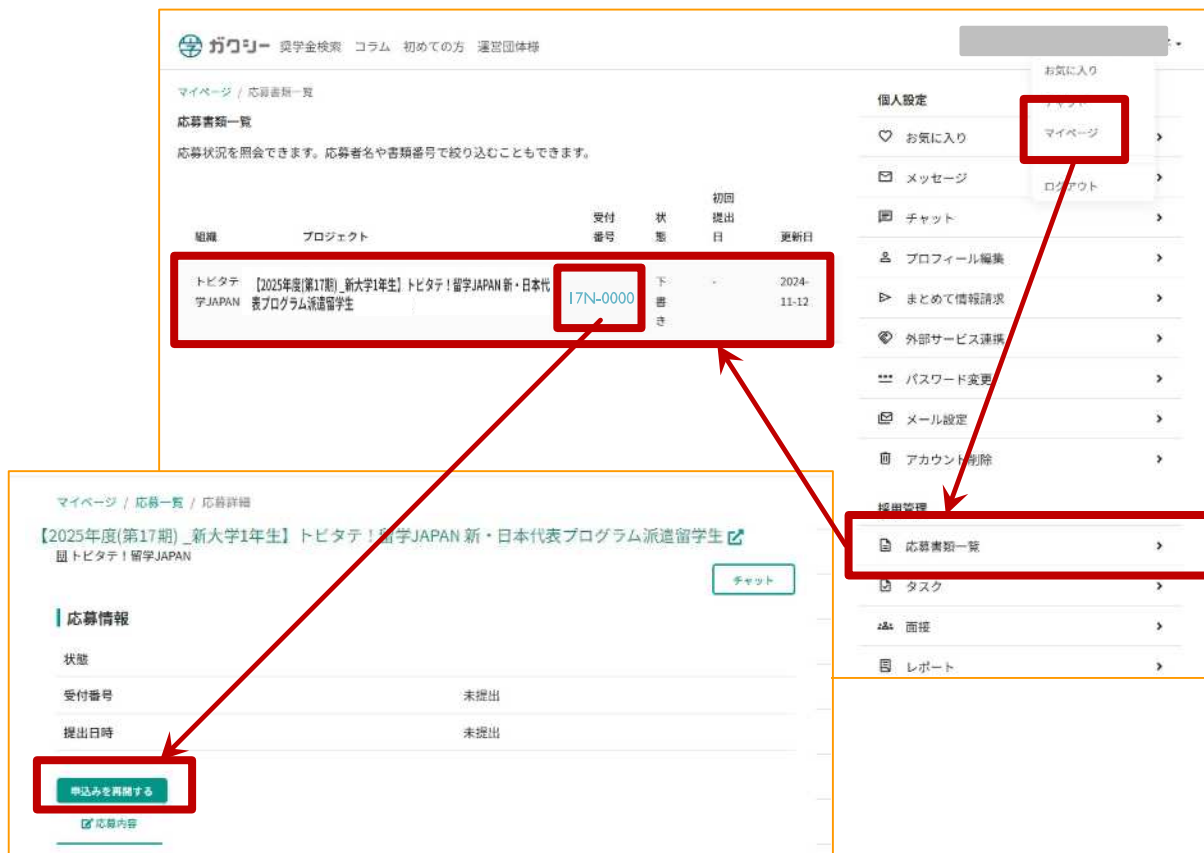 ガクシー 奨学金検索 コラム 初めての方 運営団体様
お気に入り
マイページ
ログアウト
マイページ / 応募書類一覧
応募書類一覧
応募状況を照会できます。応募者名や書類番号で絞り込むこともできます。
組織 プロジェクト 受付番号 状態 初回提出日 更新日
トビタテ 【2025年度(第17期)_新大学1年生】トビタテ！留学JAPAN 新・日本代 17N-0000 下書き - 2024-
学JAPAN 表プログラム派遣留学生 11-12
個人設定
お気に入り
メッセージ
チャット
プロフィール編集
まとめて情報請求
外部サービス連携
パスワード変更
メール設定
アカウント削除
採用管理
応募書類一覧
タスク
面接
レポート
マイページ / 応募一覧 / 応募詳細
【2025年度(第17期) _新大学1年生】トビタテ！留学JAPAN 新・日本代表プログラム派遣留学生
トビタテ！留学JAPAN
チャット
応募情報
状態
受付番号 未提出
提出日時 未提出
申込みを再開する
応募内容